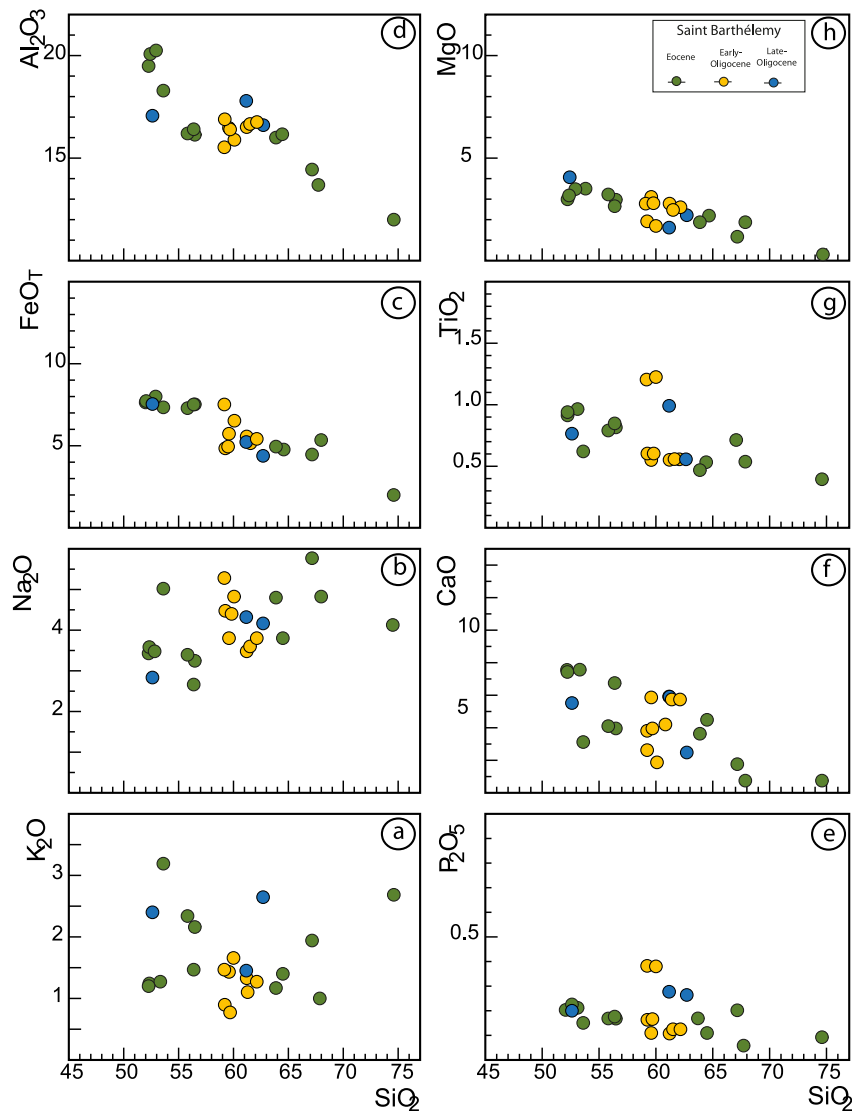 d
Al2O3
20
15
h
MgO
10
5
Saint Barthélemy
Eocene
Early-
Oligocene
Late-
Oligocene
c
FeOT
10
5
g
TiO2
1.5
1.0
0.5
b
Na2O
4
2
f
CaO
10
5
a
K2O
3
2
1
45 50 55 60 65 70 75
SiO2
e
P2O5
0.5
45 50 55 60 65 70 75
SiO2